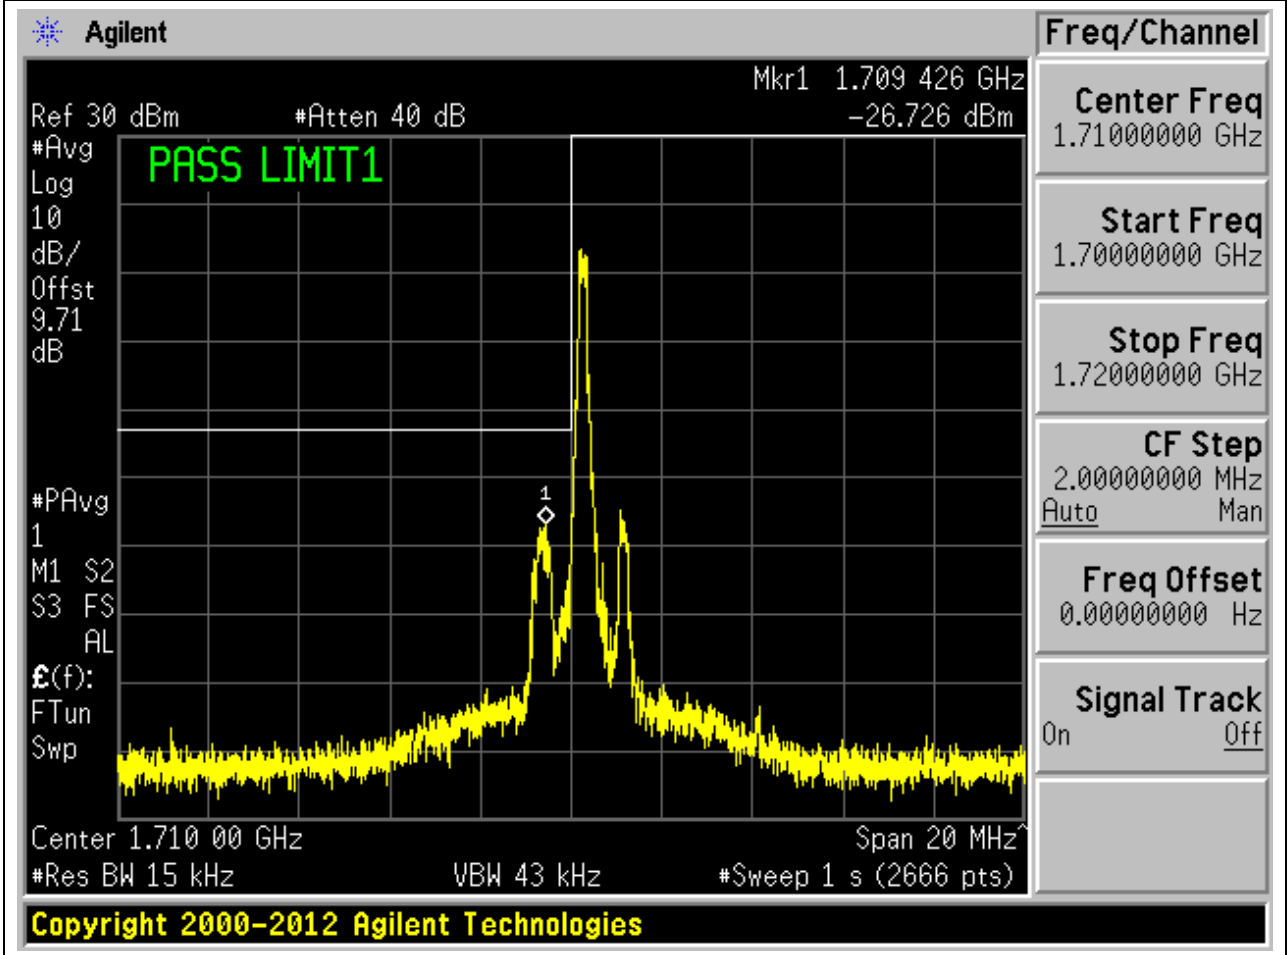 Agilent
Freq/Channel
Mkr1 1.709 426 GHz
Ref 30 dBm #Atten 40 dB -26.726 dBm
#Avg
Log
10
dB/
Offst
9.71
dB
PASS LIMIT1
#PAvg
1
M1 S2
S3 FS
AL
£(f):
FTun
Swp
1
Center 1.710 00 GHz Span 20 MHz^
#Res BW 15 kHz VBW 43 kHz #Sweep 1 s (2666 pts)
Center Freq
1.71000000 GHz
Start Freq
1.70000000 GHz
Stop Freq
1.72000000 GHz
CF Step
2.00000000 MHz
Auto Man
Freq Offset
0.00000000 Hz
Signal Track
On Off
Copyright 2000-2012 Agilent Technologies